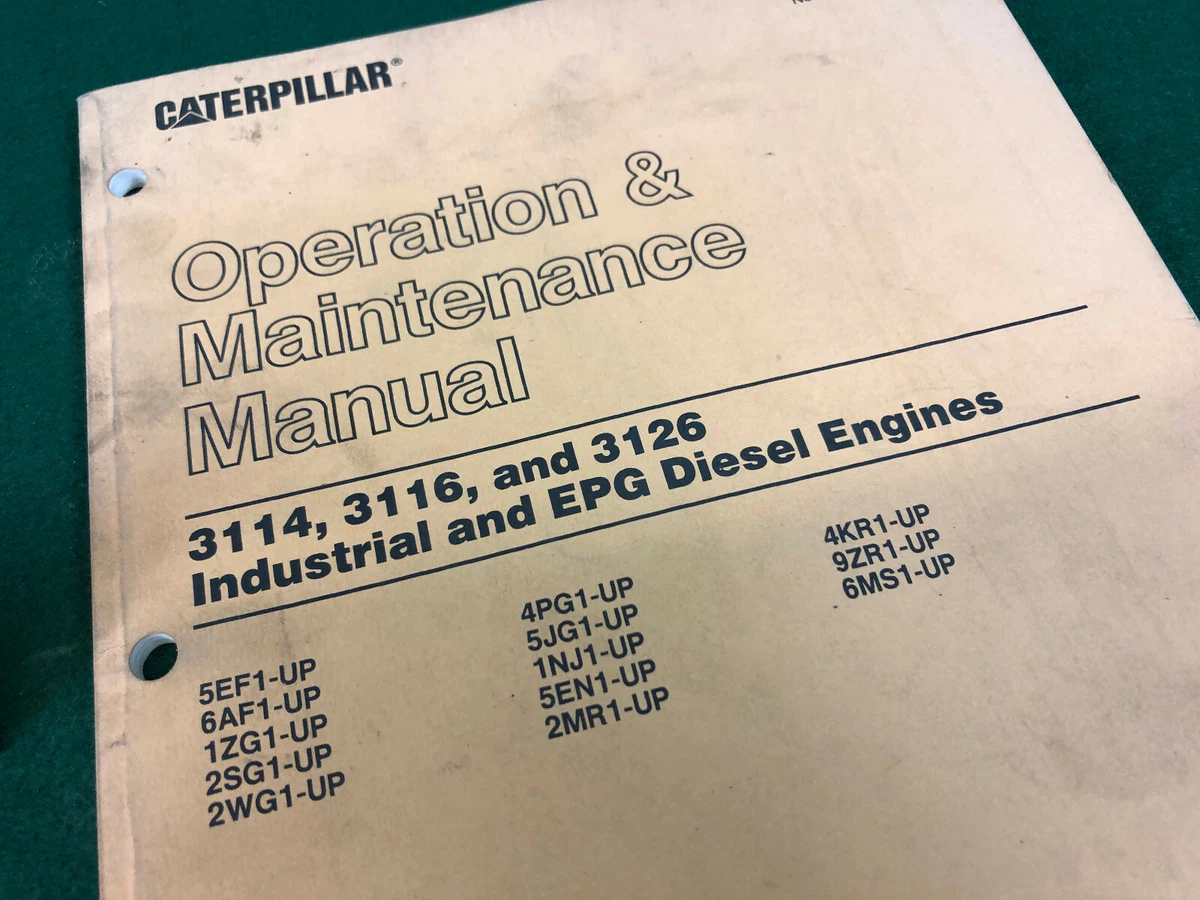 CATERPILLAR®
Operation &
Maintenance
Manual
3114, 3116, and 3126
Industrial and EPG Diesel Engines
5EF1-UP
6AF1-UP
1ZG1-UP
2SG1-UP
2WG1-UP
4PG1-UP
5JG1-UP
1NJ1-UP
5EN1-UP
2MR1-UP
4KR1-UP
9ZR1-UP
6MS1-UP